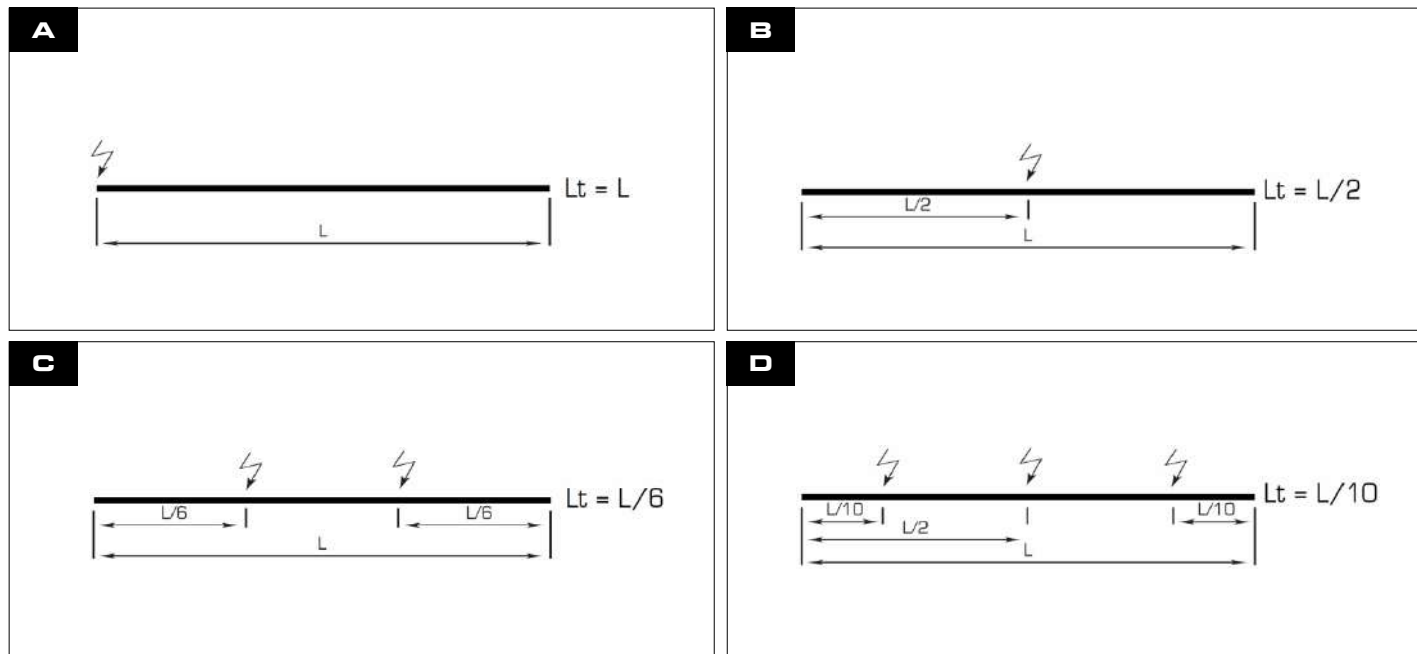 A
Lt = L
L
B
Lt = L/2
L/2
L
C
Lt = L/6
L/6
L/6
L
D
Lt = L/10
L/10
L/10
L/2
L